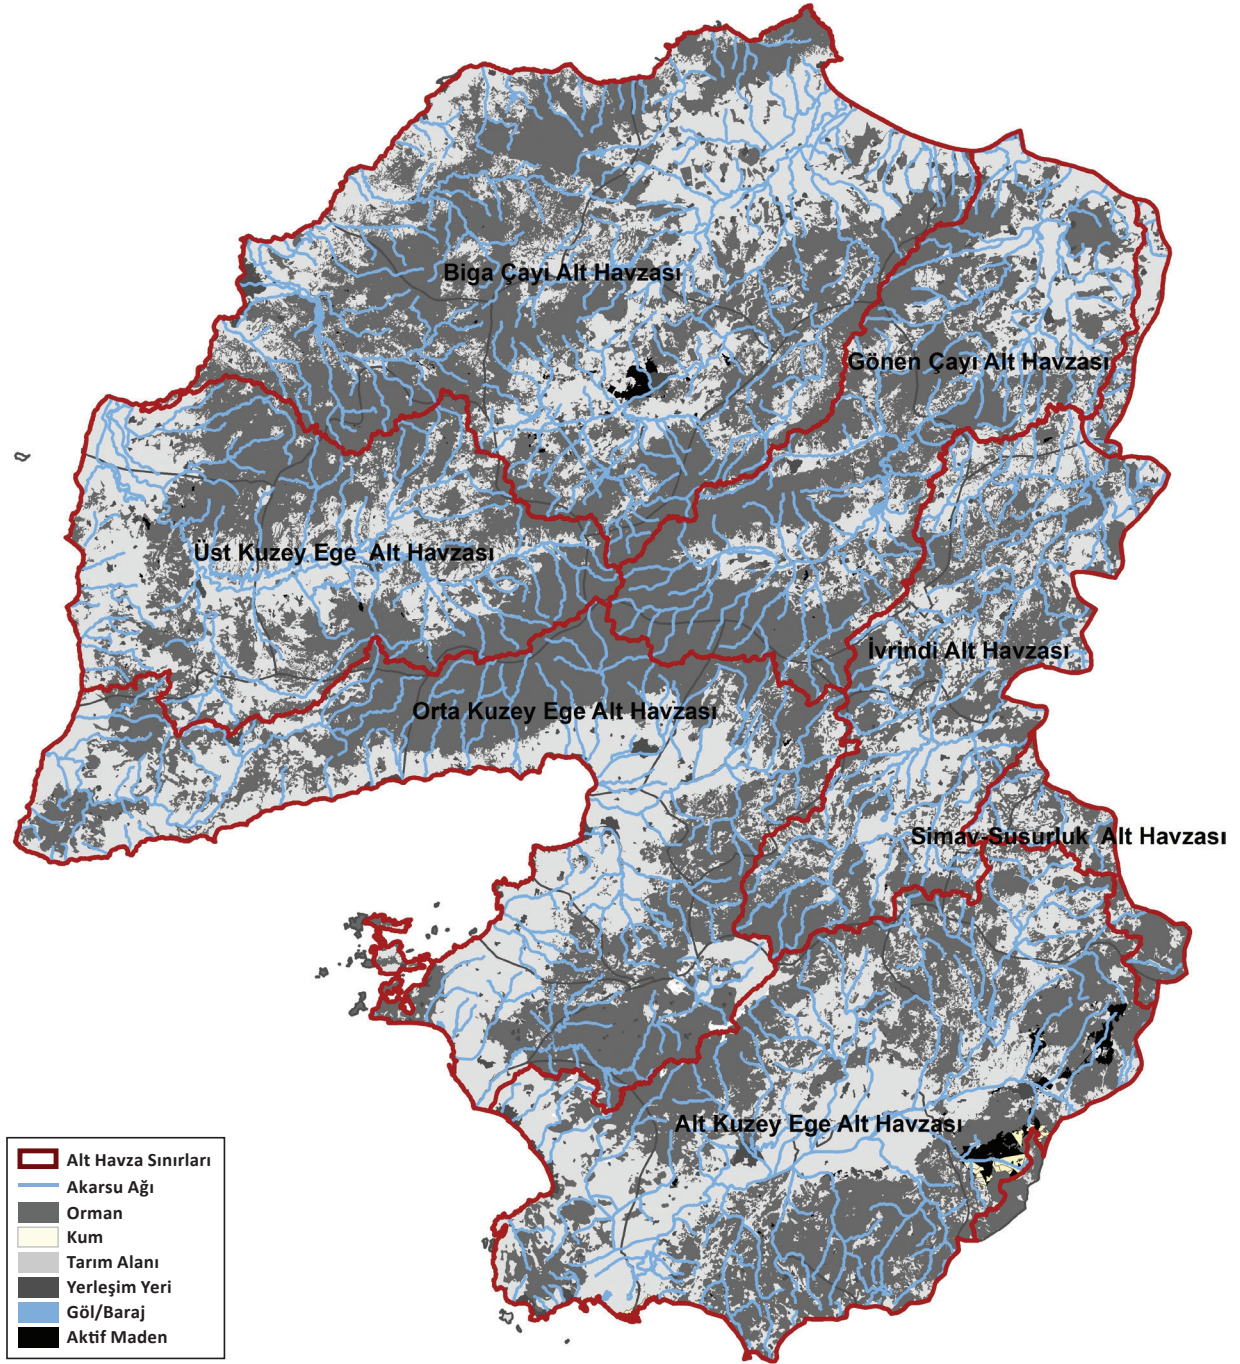 Biga Çayi Alt Havzası
Gönen Çayı Alt Havzası
Üst Kuzey Ege Alt Havzası
İvrindi Alt Havzası
Orta Kuzey Ege Alt Havzası
Simav-Susurluk Alt Havzası
Alt Kuzey Ege Alt Havzası
Alt Havza Sınırları
Akarsu Ağı
Orman
Kum
Tarım Alanı
Yerleşim Yeri
Göl/Baraj
Aktif Maden